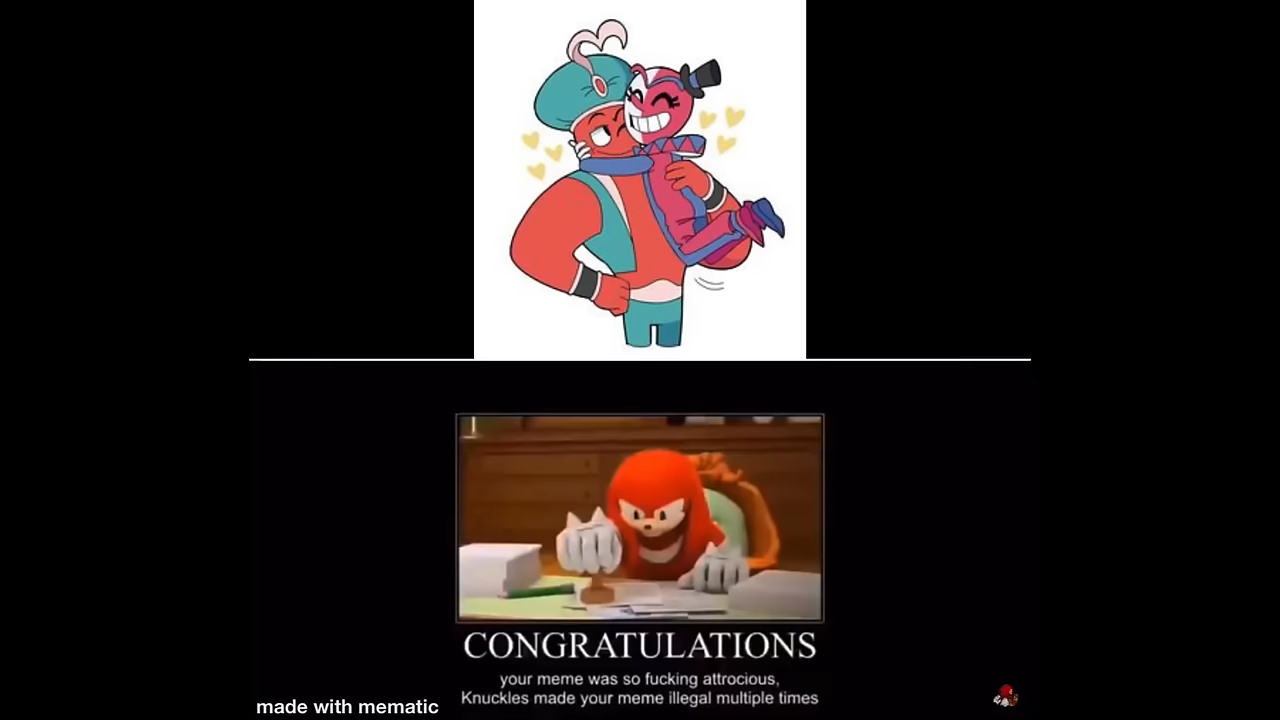 CONGRATULATIONS
your meme was so fucking attrocious,
Knuckles made your meme illegal multiple times
made with mematic